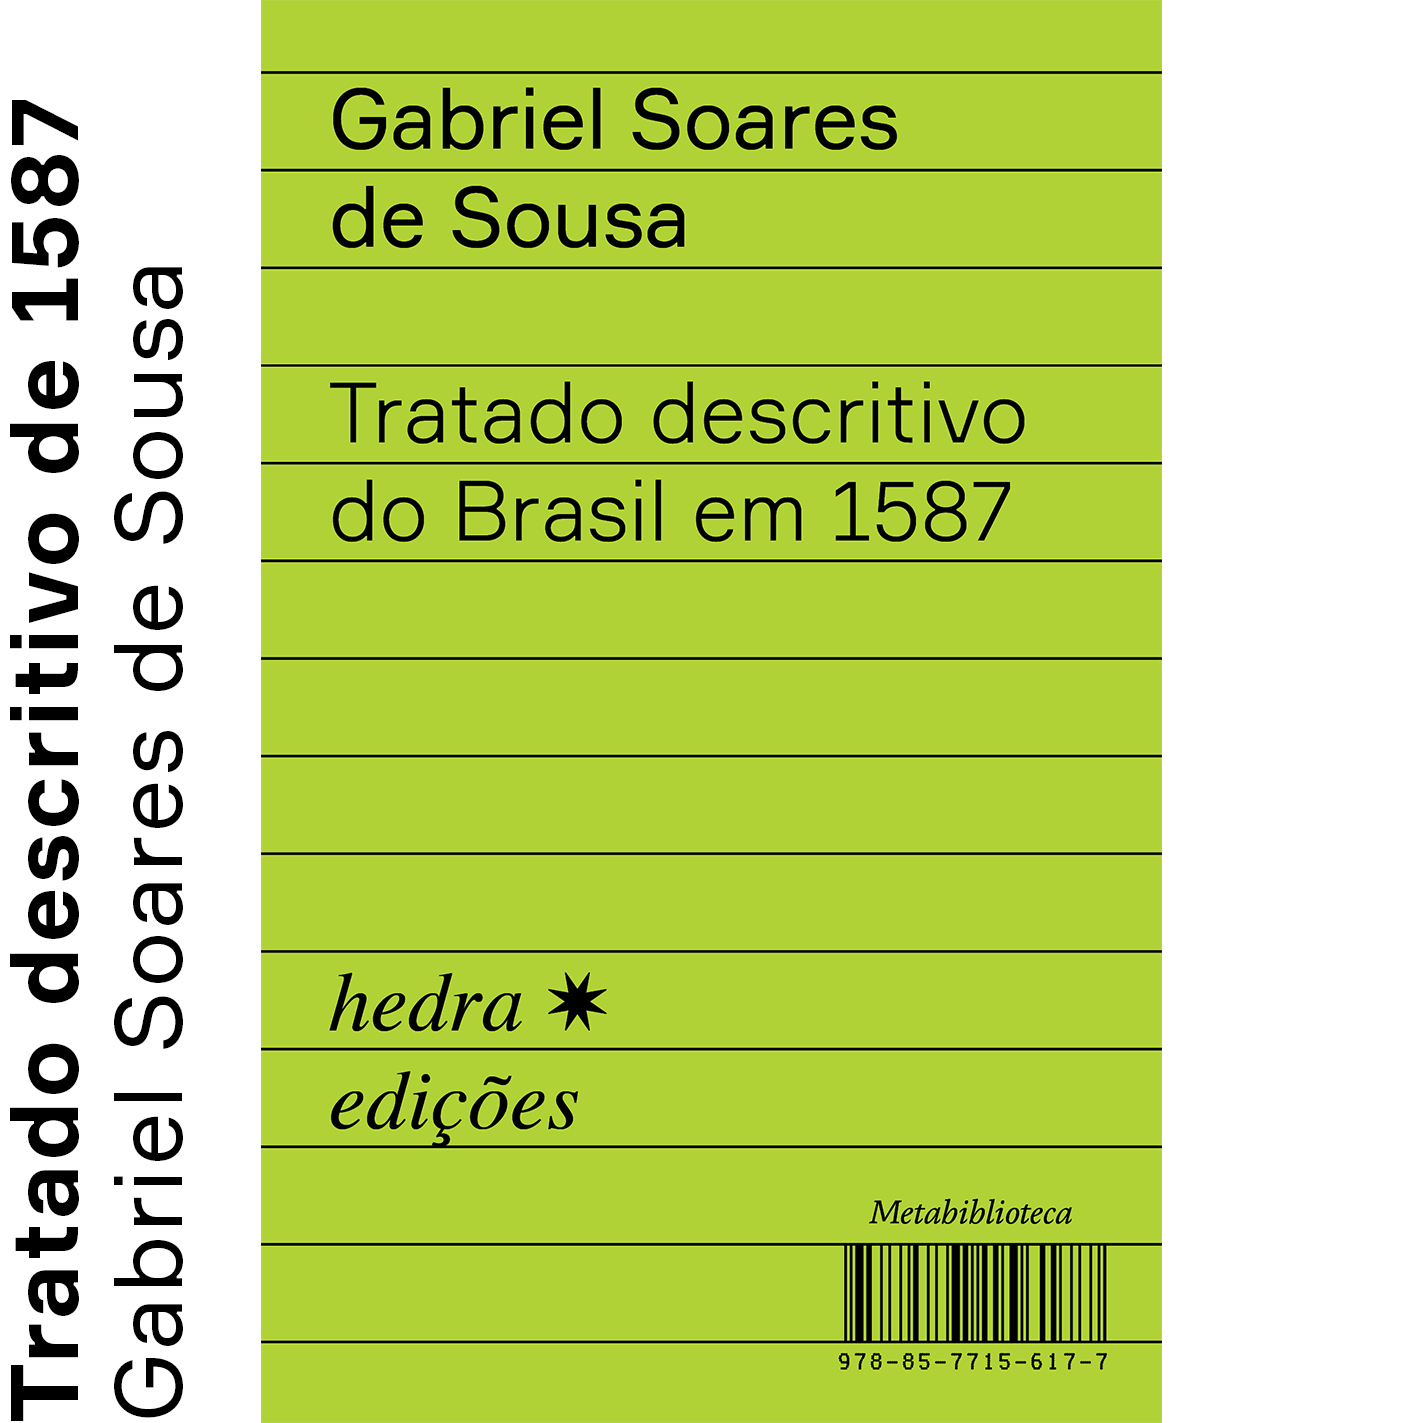 Tratado descritivo de 1587
Gabriel Soares de Sousa
Gabriel Soares
de Sousa
Tratado descritivo
do Brasil em 1587
hedra
edições
Metabiblioteca
978-85-7715-617-7